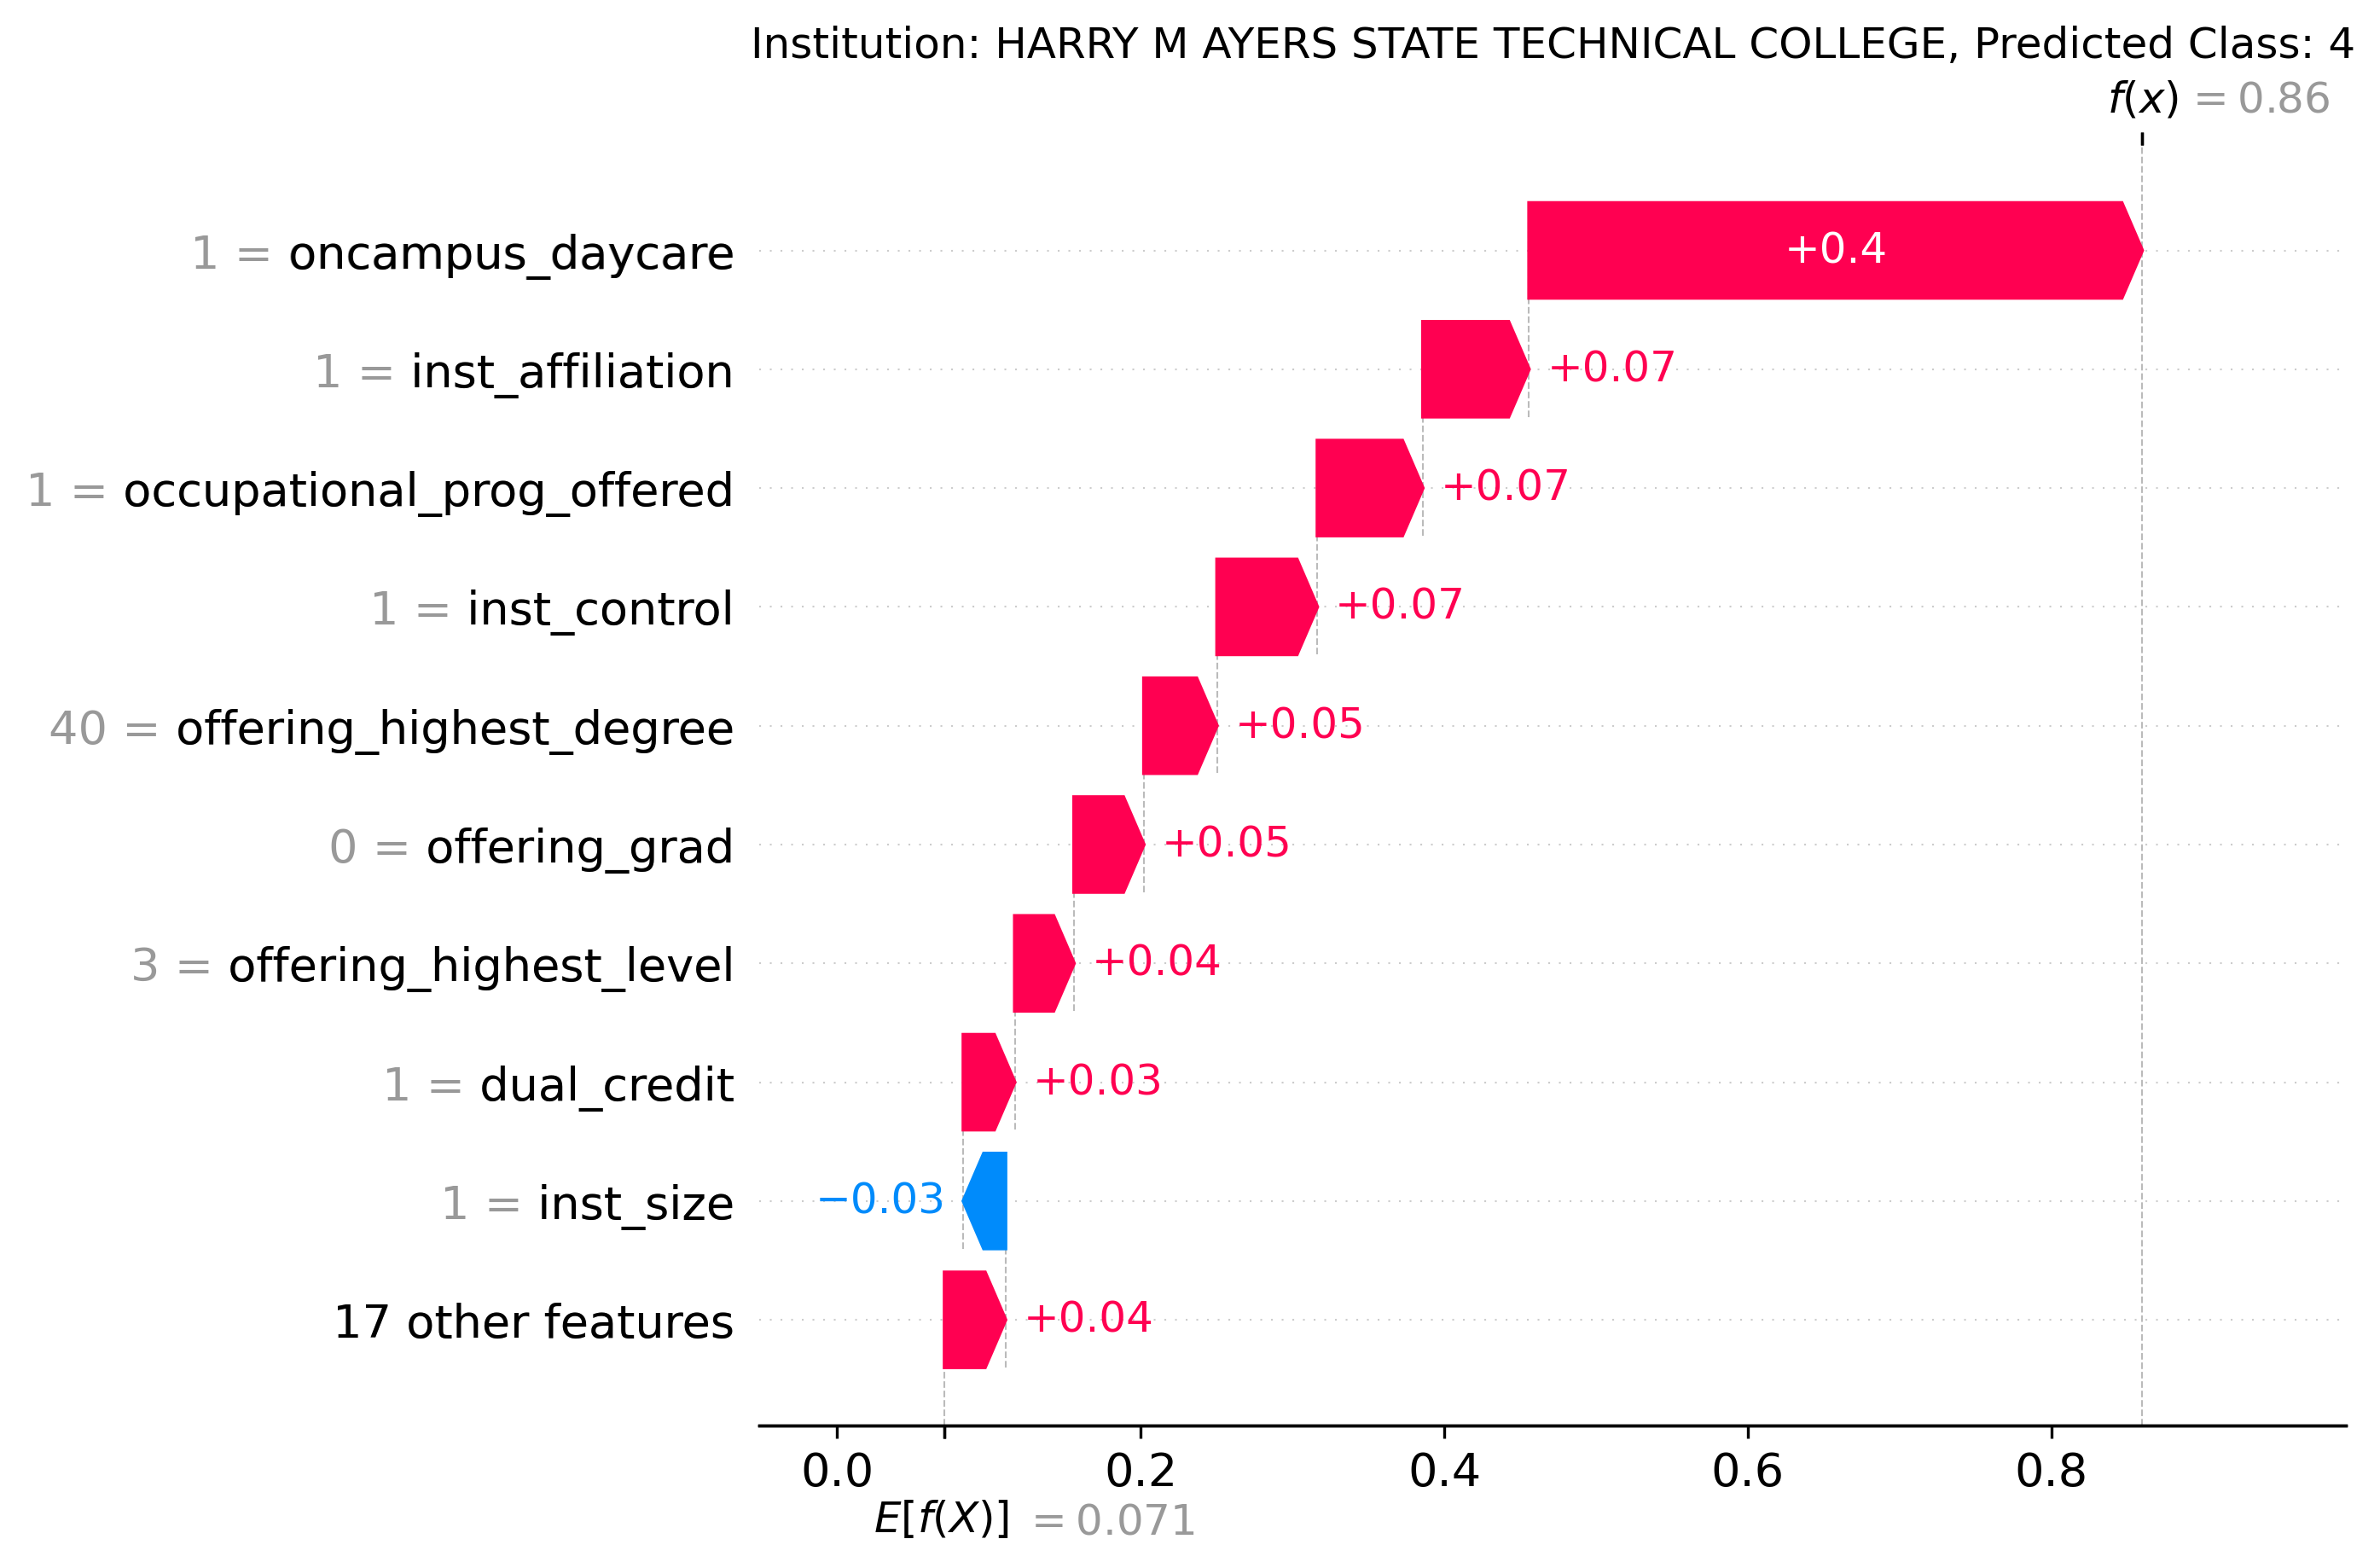 Institution: HARRY M AYERS STATE TECHNICAL COLLEGE, Predicted Class: 4
f(x) = 0.86
1 = oncampus_daycare +0.4
1 = inst_affiliation +0.07
1 = occupational_prog_offered +0.07
1 = inst_control +0.07
40 = offering_highest_degree +0.05
0 = offering_grad +0.05
3 = offering_highest_level +0.04
1 = dual_credit +0.03
1 = inst_size −0.03
17 other features +0.04
0.0 0.2 0.4 0.6 0.8
E[f(X)] = 0.071